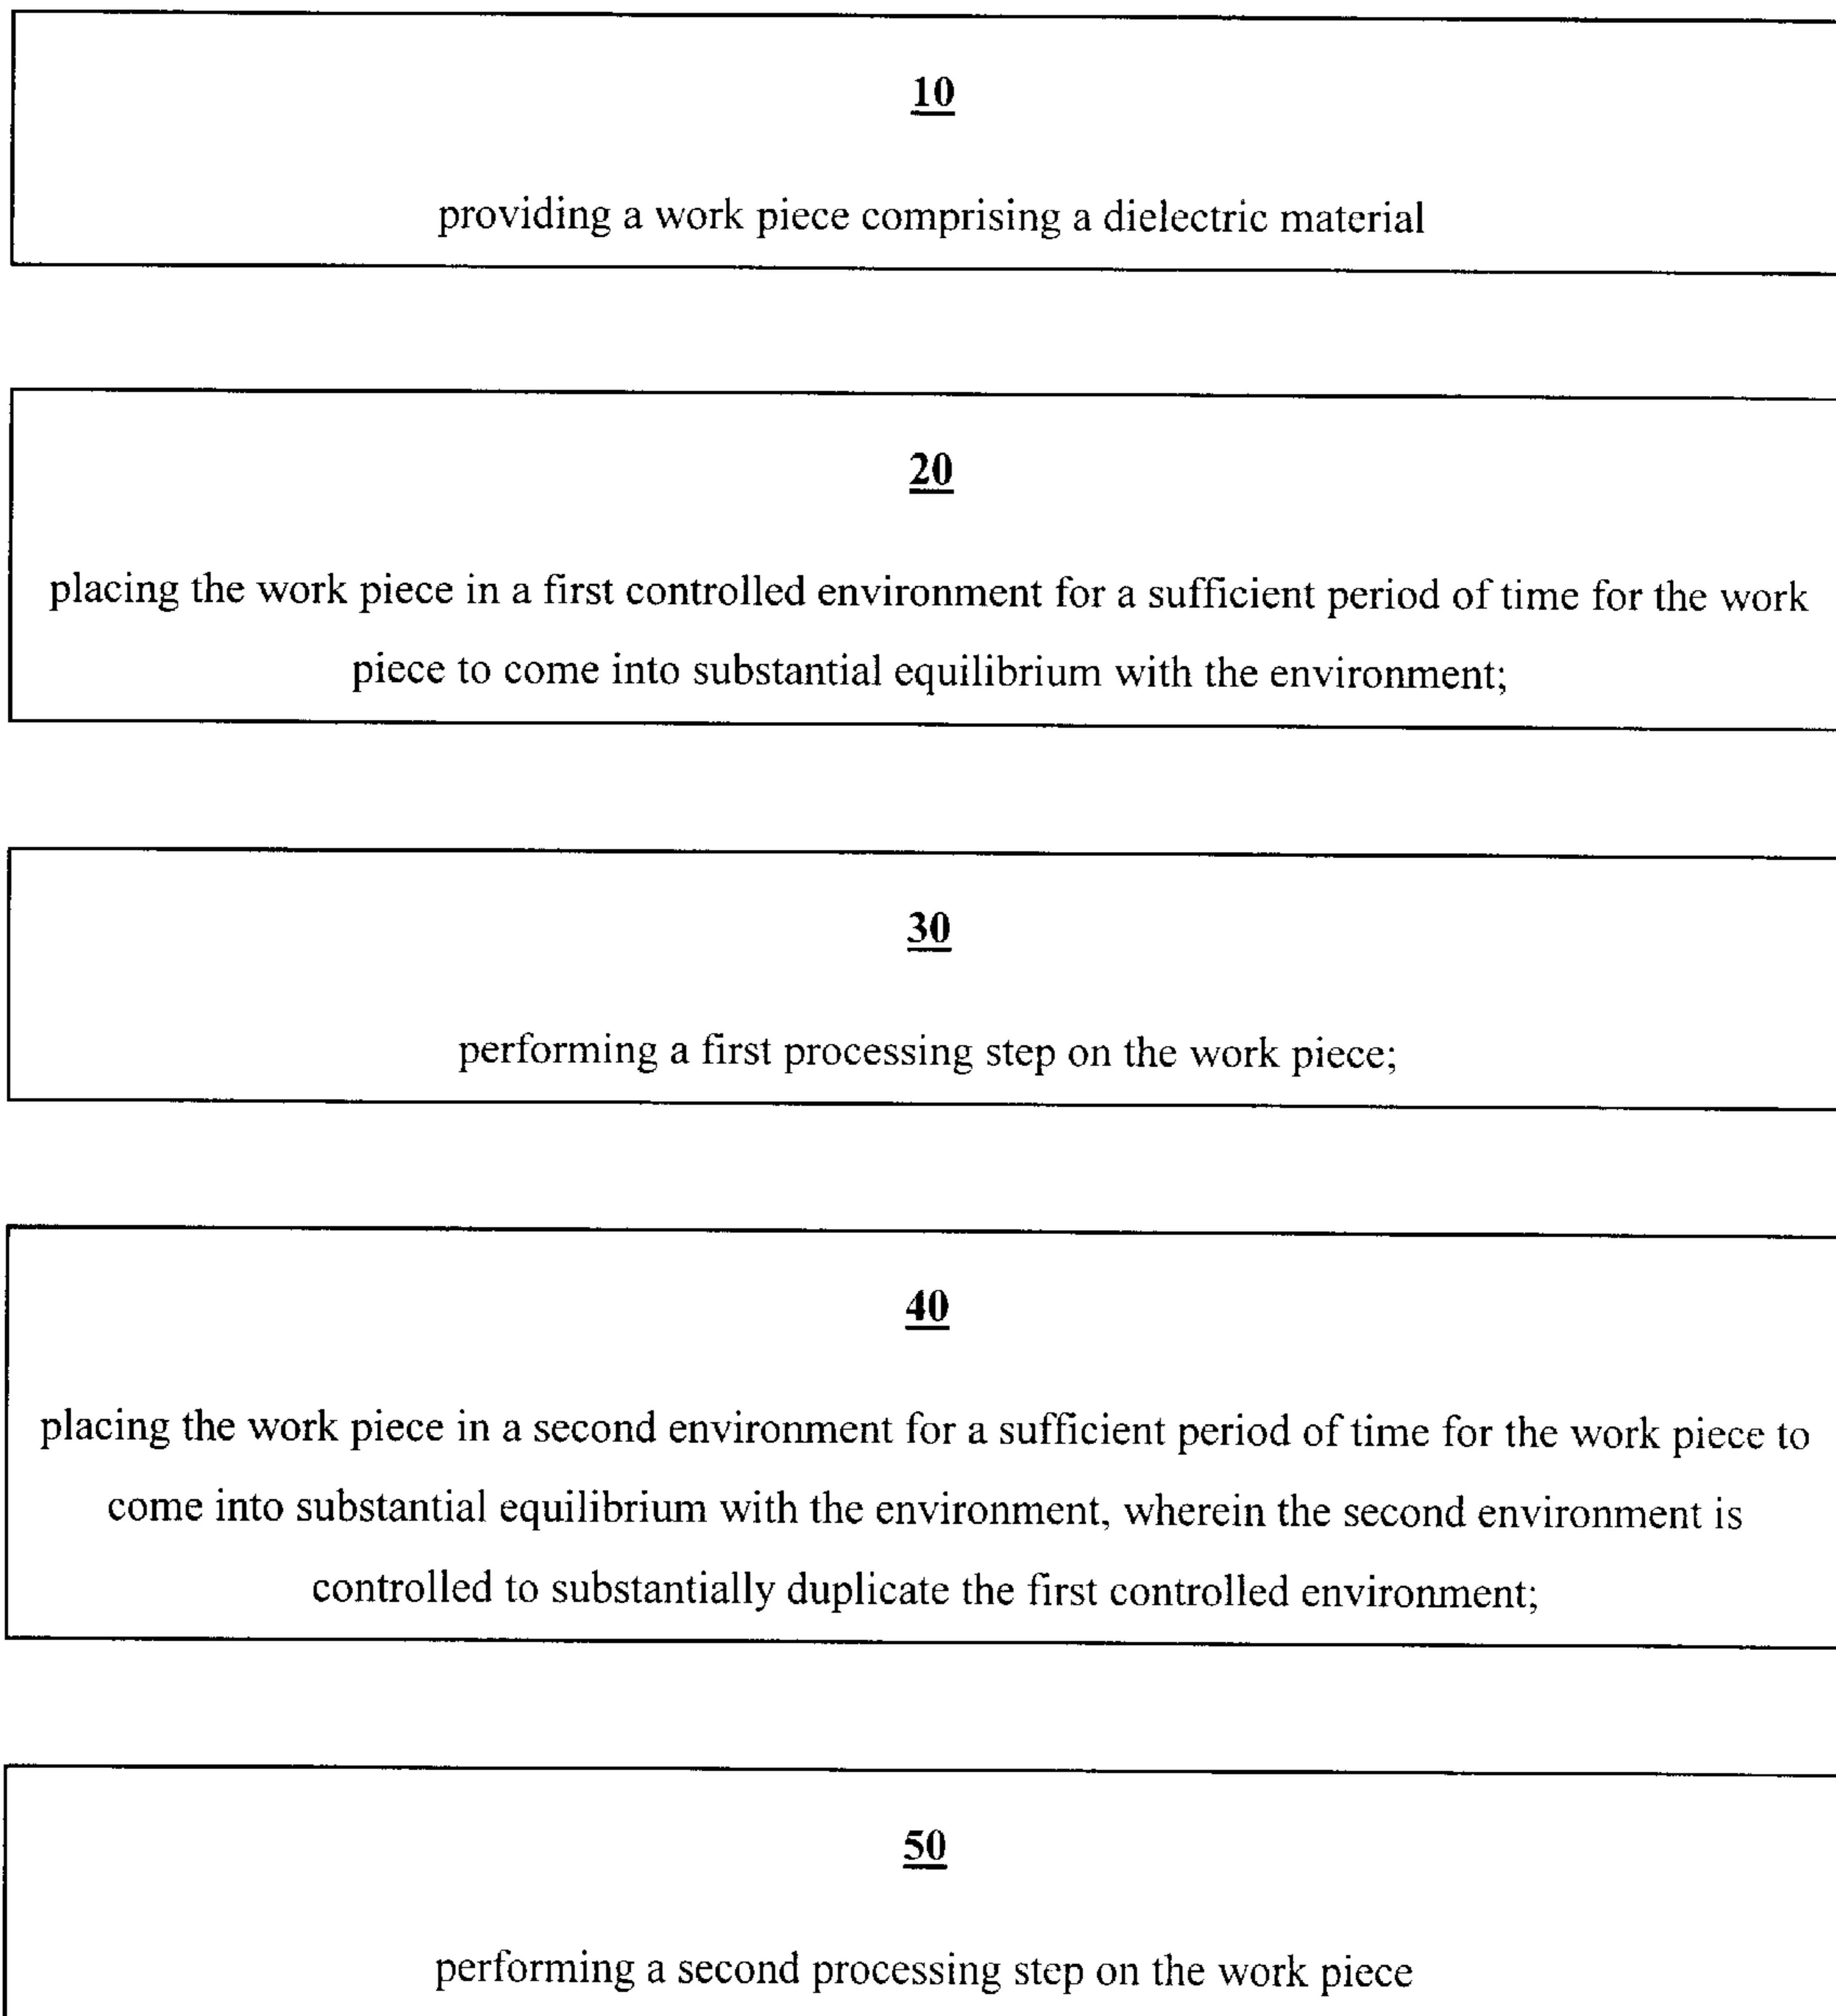 10
providing a work piece comprising a dielectric material
20
placing the work piece in a first controlled environment for a sufficient period of time for the work
piece to come into substantial equilibrium with the environment;
30
performing a first processing step on the work piece;
40
placing the work piece in a second environment for a sufficient period of time for the work piece to
come into substantial equilibrium with the environment, wherein the second environment is
controlled to substantially duplicate the first controlled environment;
50
performing a second processing step on the work piece